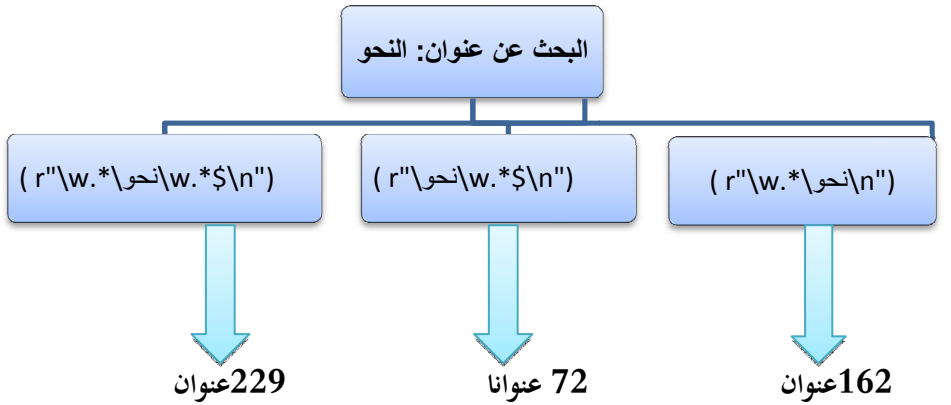 البحث عن عنوان: النحو
( r"\w.*\نحو\n")
( r"\نحو\w.*$\n")
( r"\w.*\نحو\w.*$\n")
162عنوان
72 عنوانا
229عنوان